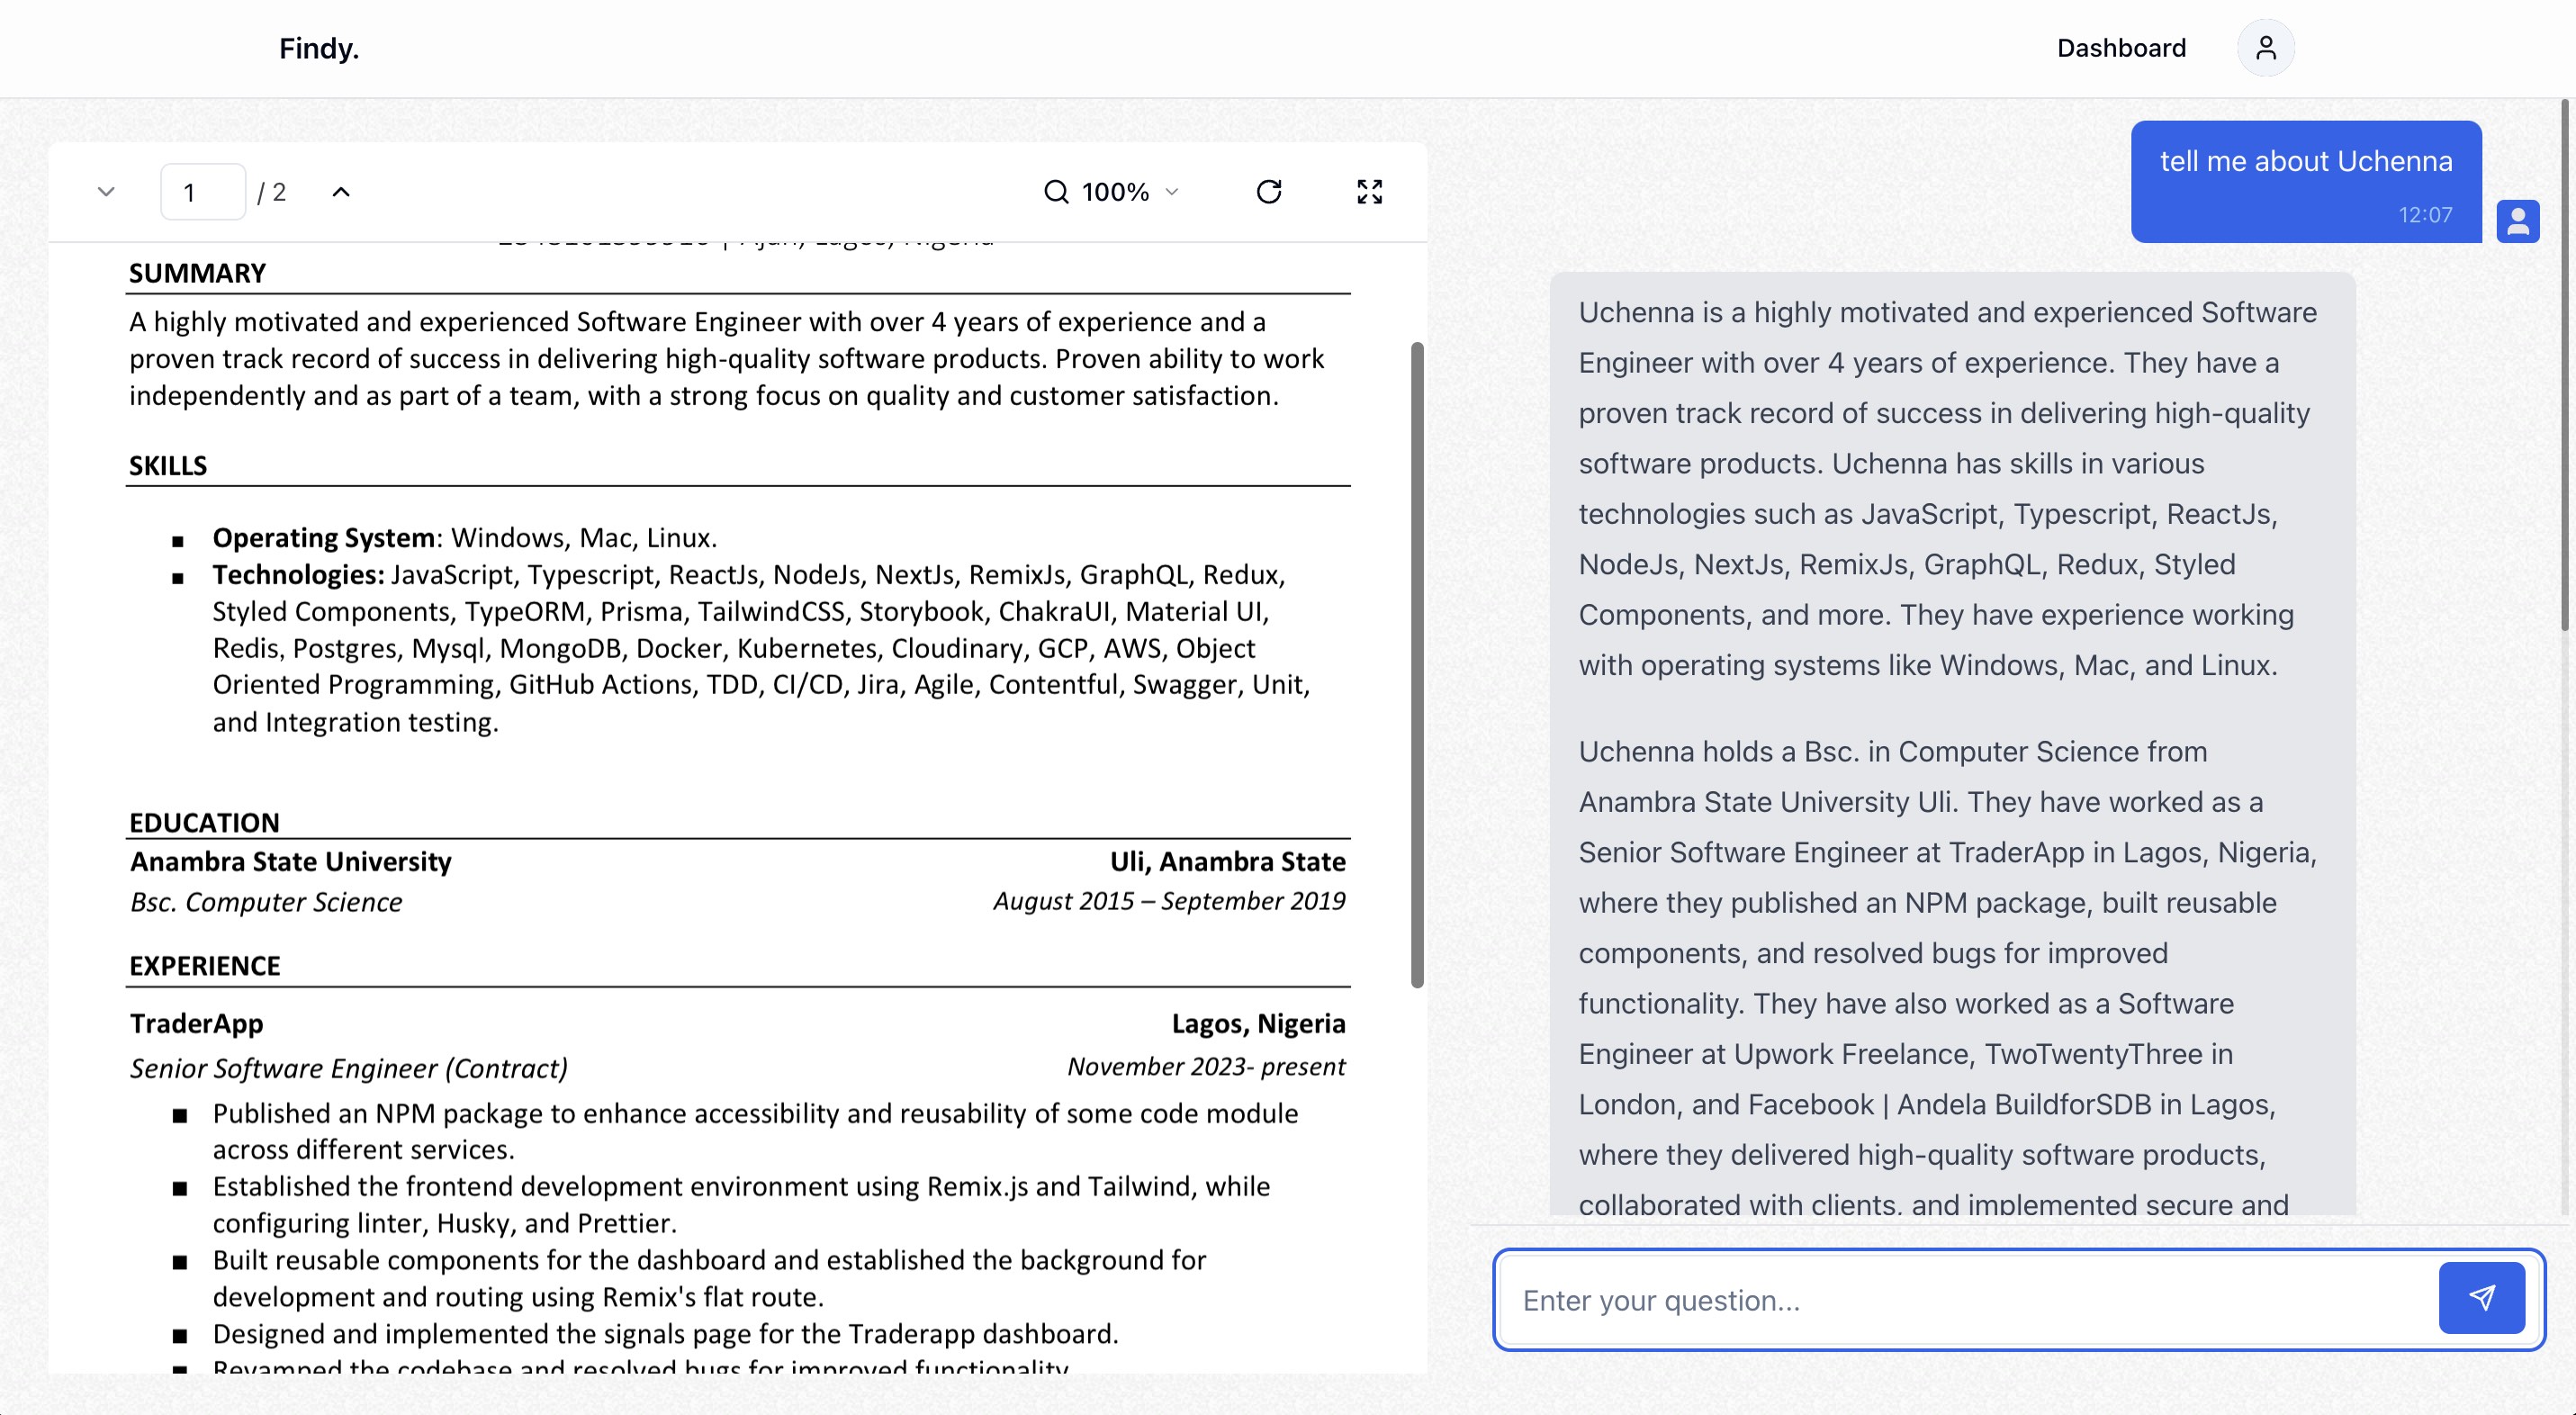 Findy.
Dashboard
1 / 2
100%
Ajah, Lagos, Nigeria
SUMMARY
A highly motivated and experienced Software Engineer with over 4 years of experience and a
proven track record of success in delivering high-quality software products. Proven ability to work
independently and as part of a team, with a strong focus on quality and customer satisfaction.
SKILLS
▪ Operating System: Windows, Mac, Linux.
▪ Technologies: JavaScript, Typescript, ReactJs, NodeJs, NextJs, RemixJs, GraphQL, Redux,
Styled Components, TypeORM, Prisma, TailwindCSS, Storybook, ChakraUI, Material UI,
Redis, Postgres, Mysql, MongoDB, Docker, Kubernetes, Cloudinary, GCP, AWS, Object
Oriented Programming, GitHub Actions, TDD, CI/CD, Jira, Agile, Contentful, Swagger, Unit,
and Integration testing.
EDUCATION
Anambra State University Uli, Anambra State
Bsc. Computer Science August 2015 – September 2019
EXPERIENCE
TraderApp Lagos, Nigeria
Senior Software Engineer (Contract) November 2023- present
▪ Published an NPM package to enhance accessibility and reusability of some code module
across different services.
▪ Established the frontend development environment using Remix.js and Tailwind, while
configuring linter, Husky, and Prettier.
▪ Built reusable components for the dashboard and established the background for
development and routing using Remix's flat route.
▪ Designed and implemented the signals page for the Traderapp dashboard.
▪ Revamped the codebase and resolved bugs for improved functionality
tell me about Uchenna
12:07
Uchenna is a highly motivated and experienced Software
Engineer with over 4 years of experience. They have a
proven track record of success in delivering high-quality
software products. Uchenna has skills in various
technologies such as JavaScript, Typescript, ReactJs,
NodeJs, NextJs, RemixJs, GraphQL, Redux, Styled
Components, and more. They have experience working
with operating systems like Windows, Mac, and Linux.
Uchenna holds a Bsc. in Computer Science from
Anambra State University Uli. They have worked as a
Senior Software Engineer at TraderApp in Lagos, Nigeria,
where they published an NPM package, built reusable
components, and resolved bugs for improved
functionality. They have also worked as a Software
Engineer at Upwork Freelance, TwoTwentyThree in
London, and Facebook | Andela BuildforSDB in Lagos,
where they delivered high-quality software products,
collaborated with clients, and implemented secure and
Enter your question...